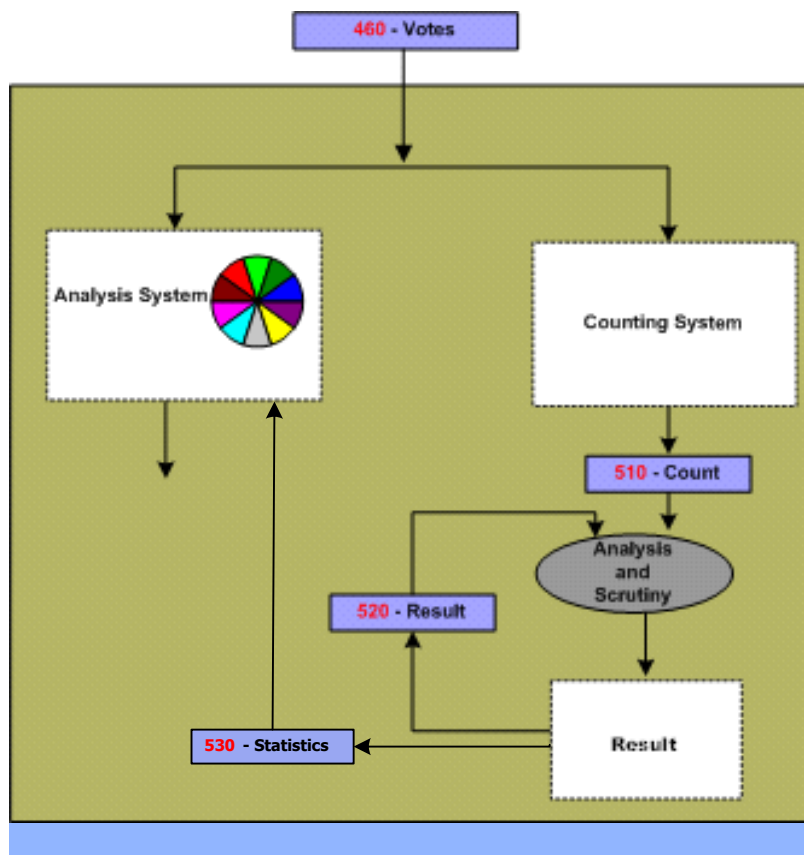 460 - Votes
Analysis System
Counting System
510 - Count
Analysis
and
Scrutiny
520 - Result
530 - Statistics
Result